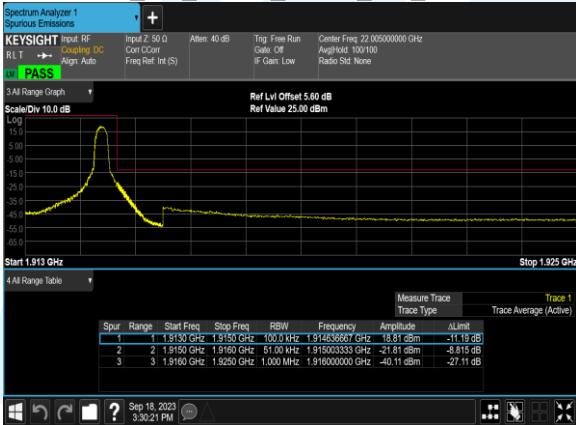 Spectrum Analyzer 1
Spurious Emissions
+
KEYSIGHT Input: RF Input Z: 50 Ω Atten: 40 dB Trig: Free Run Center Freq: 22.005000000 GHz
RLT Coupling: DC Corr CCorr Gate: Off Avg|Hold: 100/100
Align: Auto Freq Ref: Int (S) IF Gain: Low Radio Std: None
PASS
3 All Range Graph
Ref Lvl Offset 5.60 dB
Scale/Div 10.0 dB Ref Value 25.00 dBm
Log
15.0
5.00
-5.00
-15.0
-25.0
-35.0
-45.0
-55.0
-65.0
Start 1.913 GHz Stop 1.925 GHz
4 All Range Table
Measure Trace Trace 1
Trace Type Trace Average (Active)
Spur Range Start Freq Stop Freq RBW Frequency Amplitude ΔLimit
1 1 1.9130 GHz 1.9150 GHz 100.0 kHz 1.914636667 GHz 18.81 dBm -11.19 dB
2 2 1.9150 GHz 1.9160 GHz 51.00 kHz 1.915003333 GHz -21.81 dBm -8.815 dB
3 3 1.9160 GHz 1.9250 GHz 1.000 MHz 1.916000000 GHz -40.11 dBm -27.11 dB
? Sep 18, 2023
3:30:21 PM